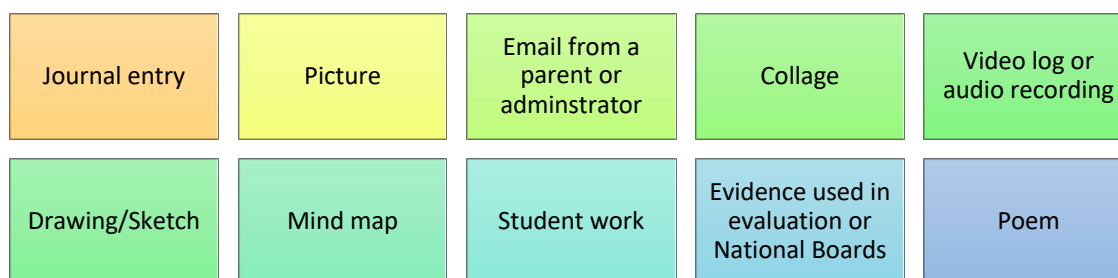 Journal entry
Picture
Email from a
parent or
adminstrator
Collage
Video log or
audio recording
Drawing/Sketch
Mind map
Student work
Evidence used in
evaluation or
National Boards
Poem